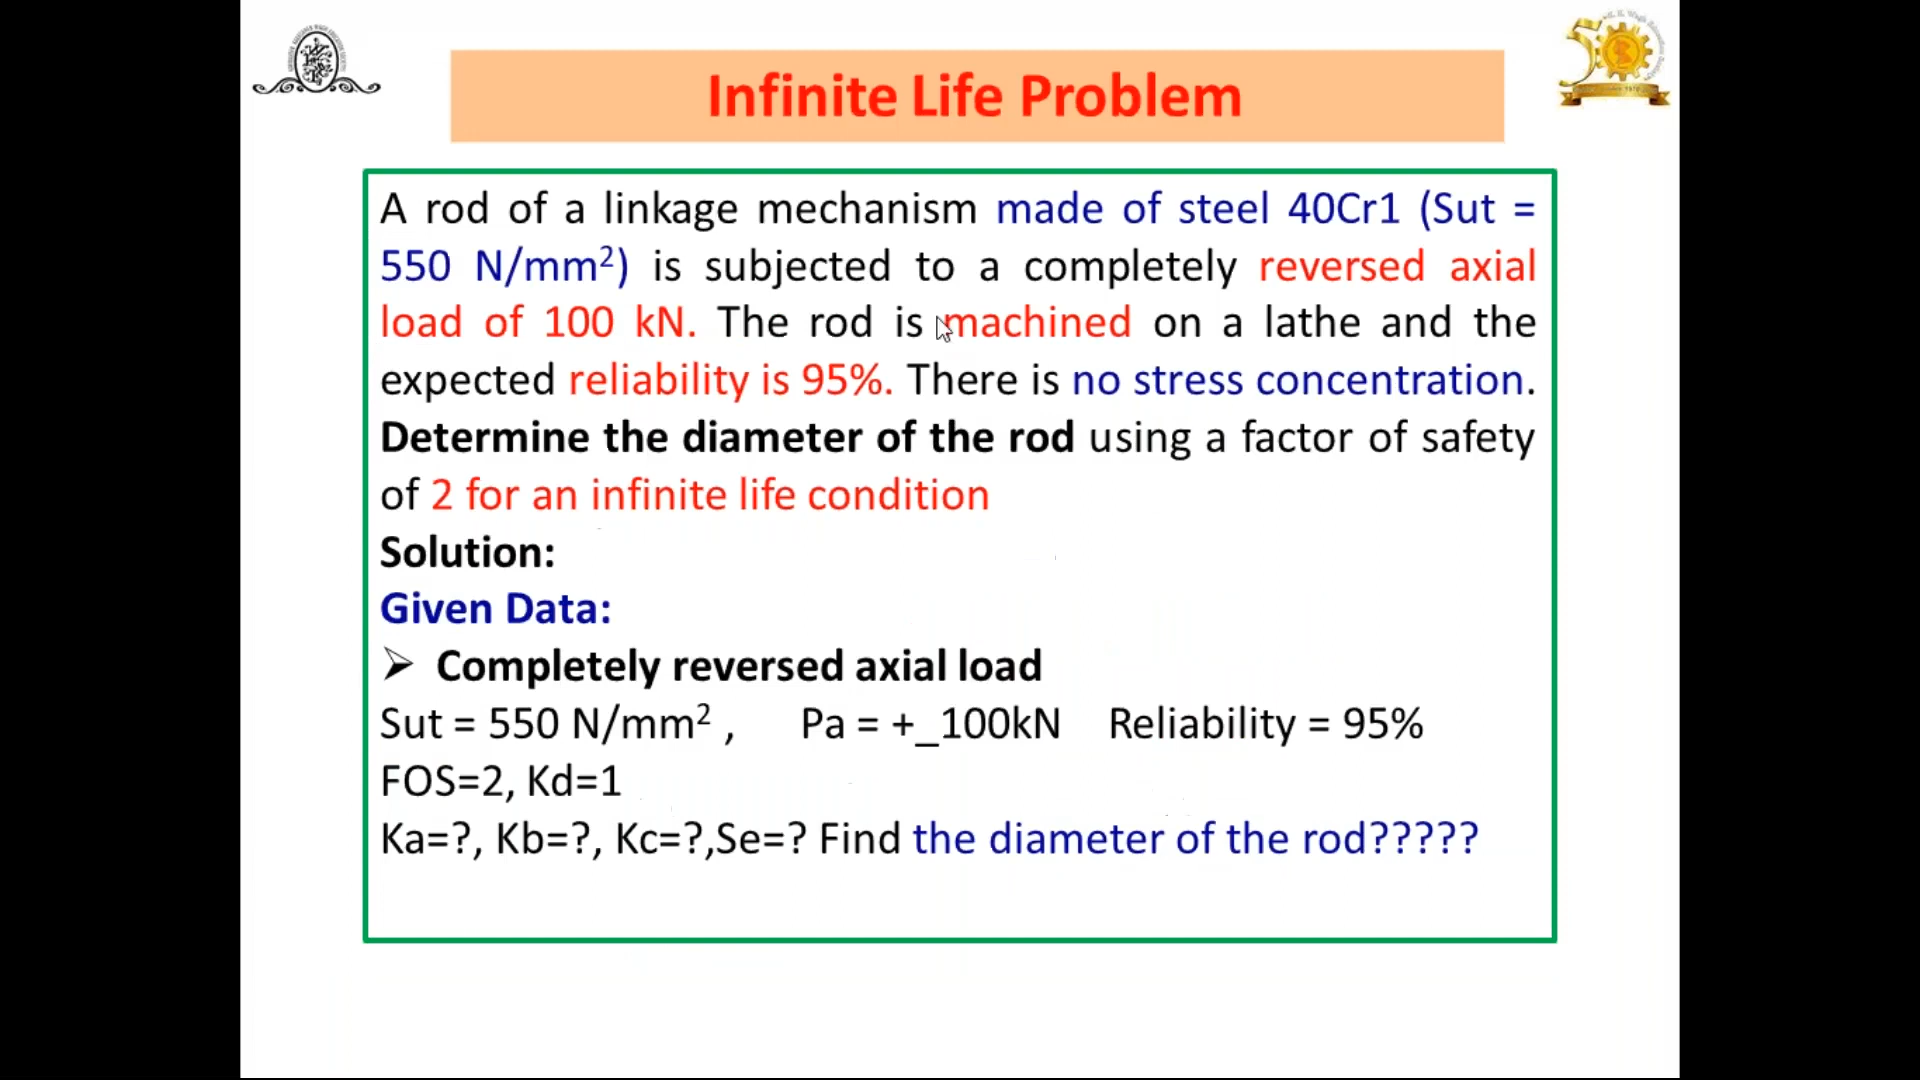 Infinite Life Problem
A rod of a linkage mechanism made of steel 40Cr1 (Sut =
550 N/mm²) is subjected to a completely reversed axial
load of 100 kN. The rod is machined on a lathe and the
expected reliability is 95%. There is no stress concentration.
Determine the diameter of the rod using a factor of safety
of 2 for an infinite life condition
Solution:
Given Data:
➢ Completely reversed axial load
Sut = 550 N/mm² , Pa = +_100kN Reliability = 95%
FOS=2, Kd=1
Ka=?, Kb=?, Kc=?,Se=? Find the diameter of the rod?????